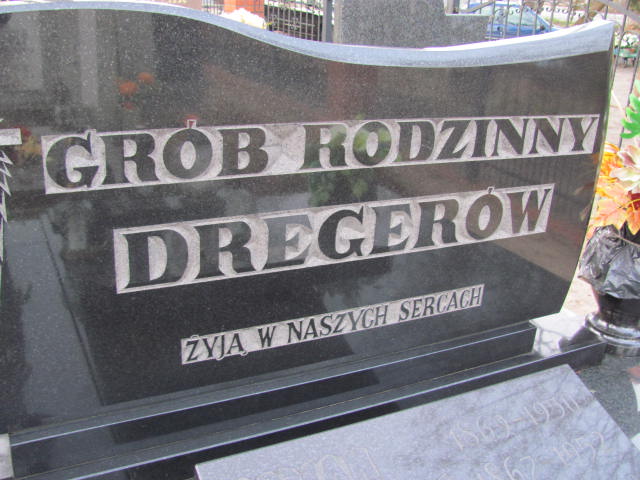 GRÓB RODZINNY
DREGERÓW
ŻYJĄ W NASZYCH SERCACH